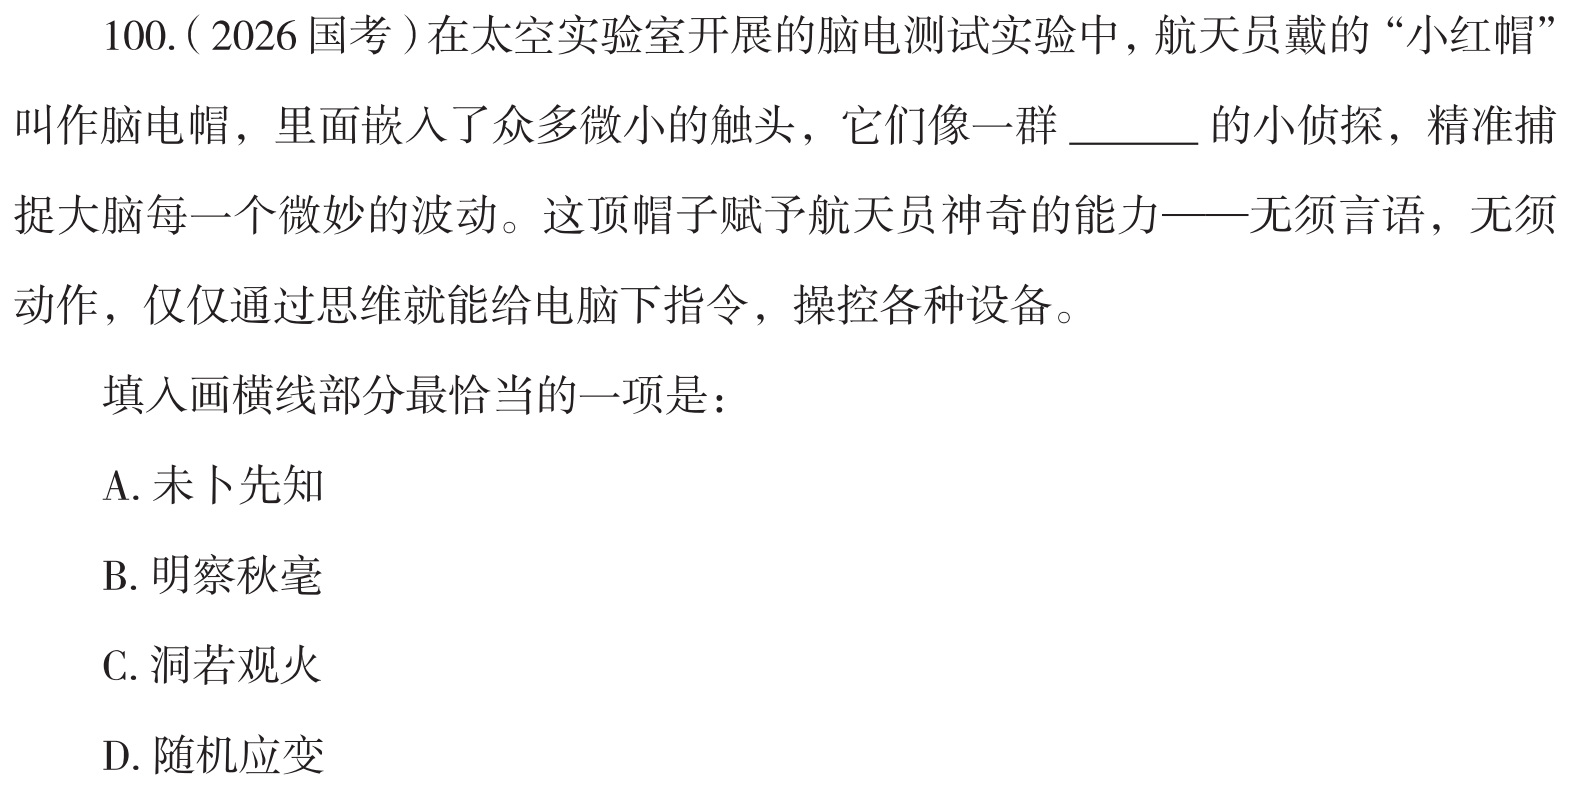 100.（2026 国考）在太空实验室开展的脑电测试实验中，航天员戴的“小红帽”
叫作脑电帽，里面嵌入了众多微小的触头，它们像一群 ______ 的小侦探，精准捕
捉大脑每一个微妙的波动。这顶帽子赋予航天员神奇的能力——无须言语，无须
动作，仅仅通过思维就能给电脑下指令，操控各种设备。
填入画横线部分最恰当的一项是：
A. 未卜先知
B. 明察秋毫
C. 洞若观火
D. 随机应变